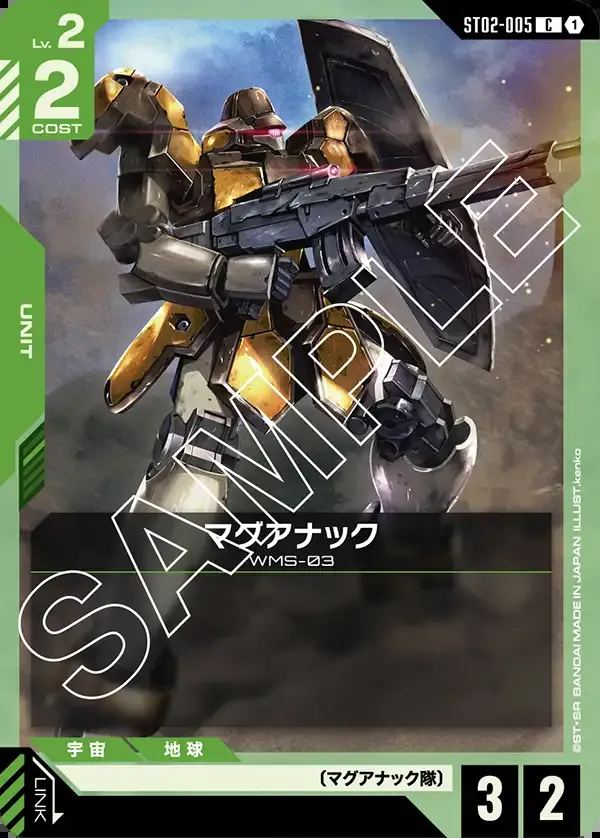 ST02-005 C 1
Lv. 2
2
COST
UNIT
SAMPLE
マグアナック
WMS-03
©ST・SR BANDAI MADE IN JAPAN ILLUST.kenko
宇宙 地球
LINK
〔マグアナック隊〕
3 2